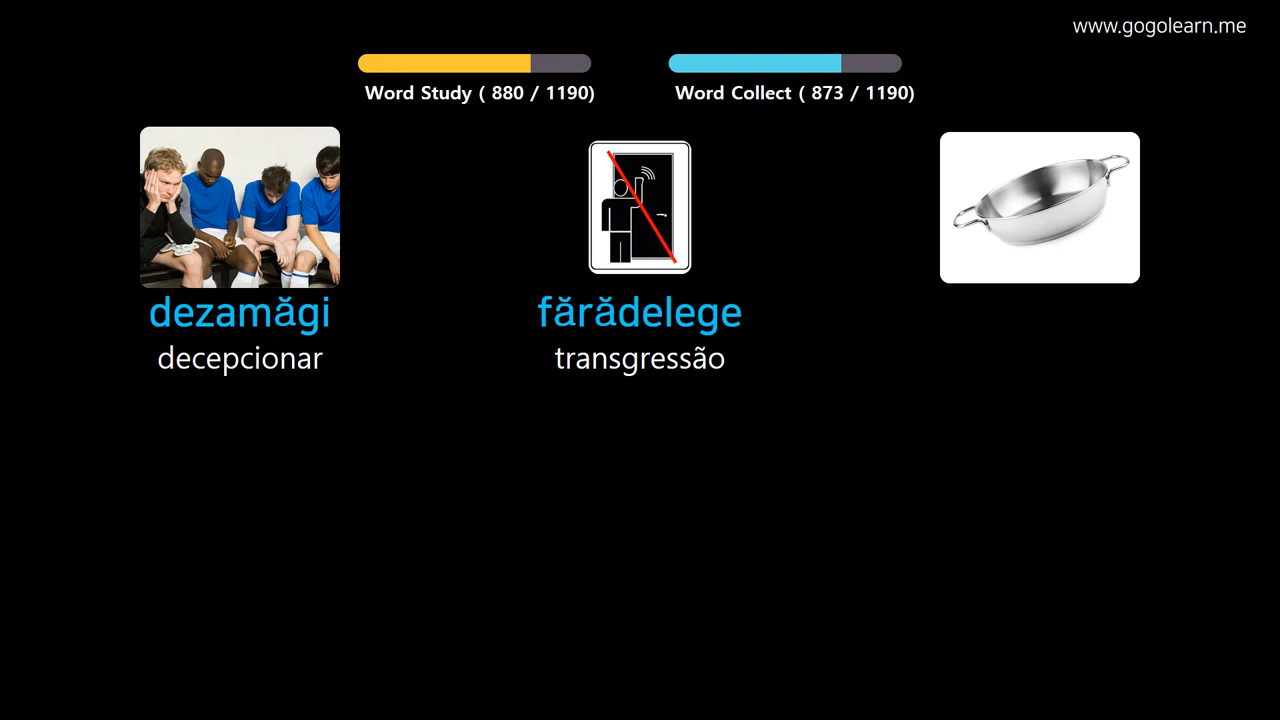 www.gogolearn.me
Word Study ( 880 / 1190)
Word Collect ( 873 / 1190)
dezamăgi
decepcionar
fărădelege
transgressão